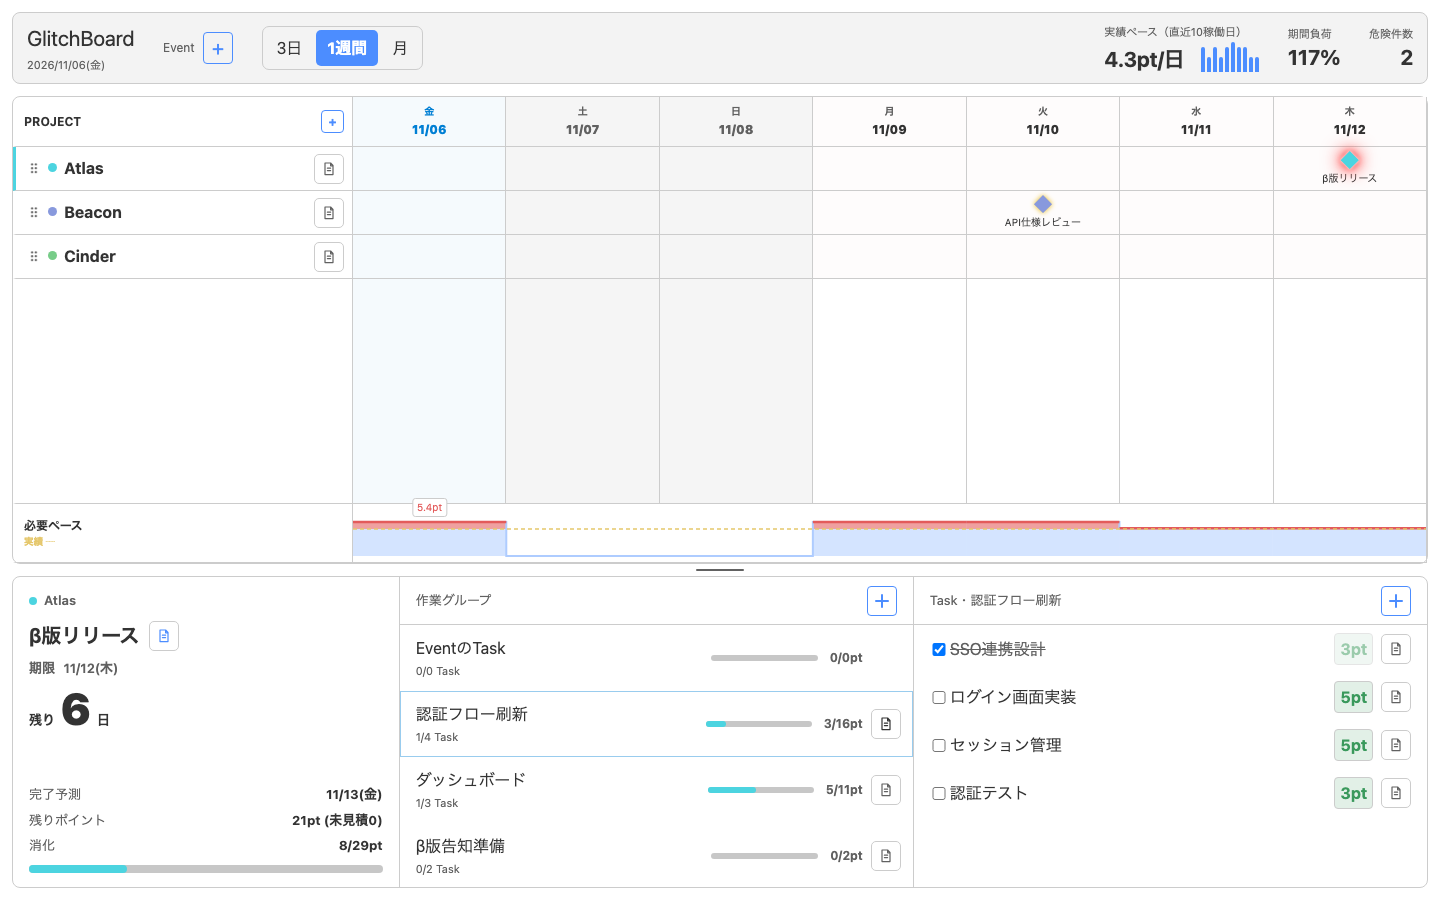 GlitchBoard
2026/11/06(金)
Event
+
3日
1週間
月
実績ペース（直近10稼働日）
4.3pt/日
期間負荷
117%
危険件数
2
PROJECT
+
金
11/06
土
11/07
日
11/08
月
11/09
火
11/10
水
11/11
木
11/12
Atlas
β版リリース
Beacon
API仕様レビュー
Cinder
必要ペース
実績 ┄
5.4pt
Atlas
β版リリース
期限 11/12(木)
残り 6 日
完了予測 11/13(金)
残りポイント 21pt (未見積0)
消化 8/29pt
作業グループ
+
EventのTask
0/0 Task
0/0pt
認証フロー刷新
1/4 Task
3/16pt
ダッシュボード
1/3 Task
5/11pt
β版告知準備
0/2 Task
0/2pt
Task・認証フロー刷新
+
SSO連携設計 3pt
ログイン画面実装 5pt
セッション管理 5pt
認証テスト 3pt